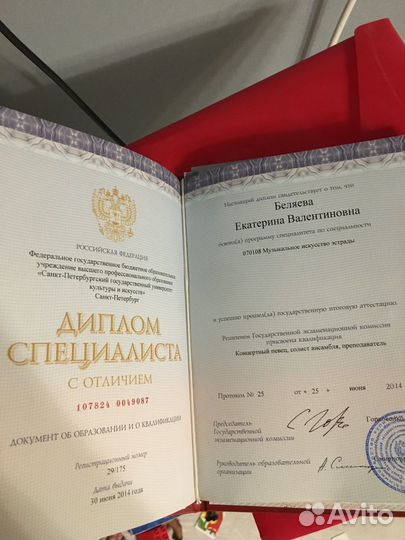 РОССИЙСКАЯ ФЕДЕРАЦИЯ
Федеральное государственное бюджетное образовательное
учреждение высшего профессионального образования
«Санкт-Петербургский государственный университет
культуры и искусств»
Санкт-Петербург
ДИПЛОМ
СПЕЦИАЛИСТА
С ОТЛИЧИЕМ
107824 0049087
ДОКУМЕНТ ОБ ОБРАЗОВАНИИ И О КВАЛИФИКАЦИИ
Регистрационный номер
29/175
Дата выдачи
30 июня 2014 года
Настоящий диплом свидетельствует о том, что
Беляева
Екатерина Валентиновна
освоил(а) программу специалитета по специальности
070108 Музыкальное искусство эстрады
и успешно прошел(ла) государственную итоговую аттестацию
Решением Государственной экзаменационной комиссии
присвоена квалификация
Концертный певец, солист ансамбля, преподаватель
Протокол № 25 от « 25 » июня 2014
Председатель
Государственной
экзаменационной комиссии
Руководитель образовательной
организации
Avito